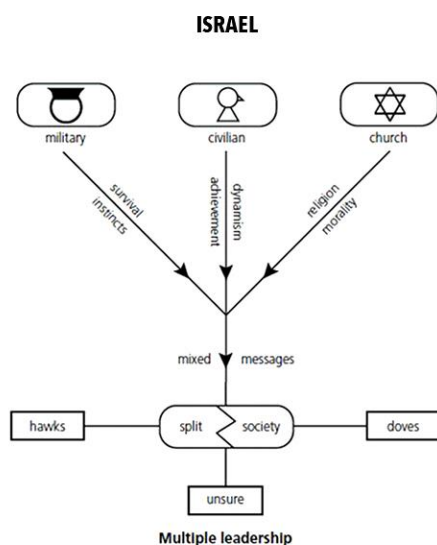 ISRAEL
military
civilian
church
survival
instincts
achievement
dynamism
religion
morality
mixed messages
hawks
split society
doves
unsure
Multiple leadership